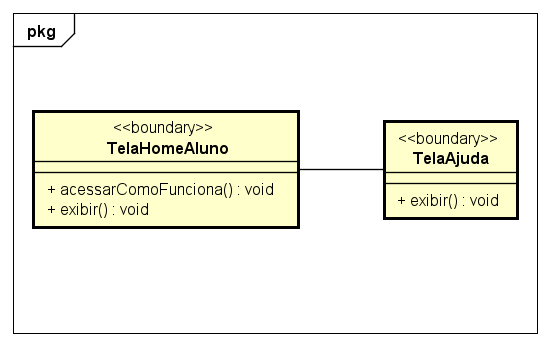 pkg
<<boundary>>
TelaHomeAluno
+ acessarComoFunciona() : void
+ exibir() : void
<<boundary>>
TelaAjuda
+ exibir() : void